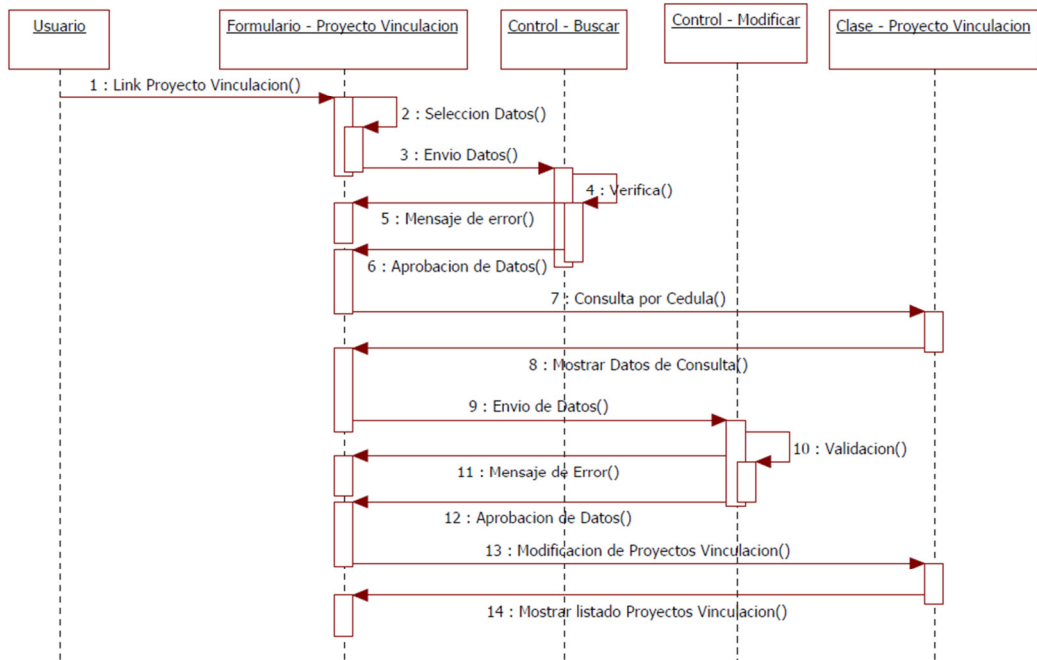 Usuario
Formulario - Proyecto Vinculacion
Control - Buscar
Control - Modificar
Clase - Proyecto Vinculacion
1 : Link Proyecto Vinculacion()
2 : Seleccion Datos()
3 : Envio Datos()
4 : Verifica()
5 : Mensaje de error()
6 : Aprobacion de Datos()
7 : Consulta por Cedula()
8 : Mostrar Datos de Consulta()
9 : Envio de Datos()
10 : Validacion()
11 : Mensaje de Error()
12 : Aprobacion de Datos()
13 : Modificacion de Proyectos Vinculacion()
14 : Mostrar listado Proyectos Vinculacion()